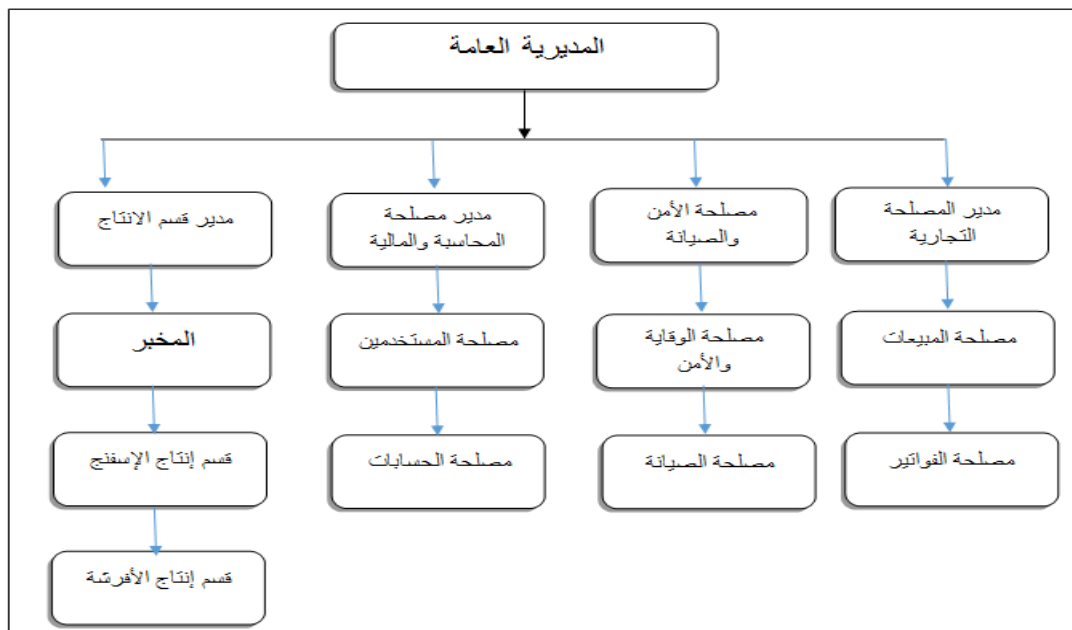 المديرية العامة
مدير المصلحة
التجارية
مصلحة الأمن
والصيانة
مدير مصلحة
المحاسبة والمالية
مدير قسم الانتاج
مصلحة المبيعات
مصلحة الوقاية
والأمن
مصلحة المستخدمين
المخبر
مصلحة الفواتير
مصلحة الصيانة
مصلحة الحسابات
قسم إنتاج الإسفنج
قسم إنتاج الأفرشة